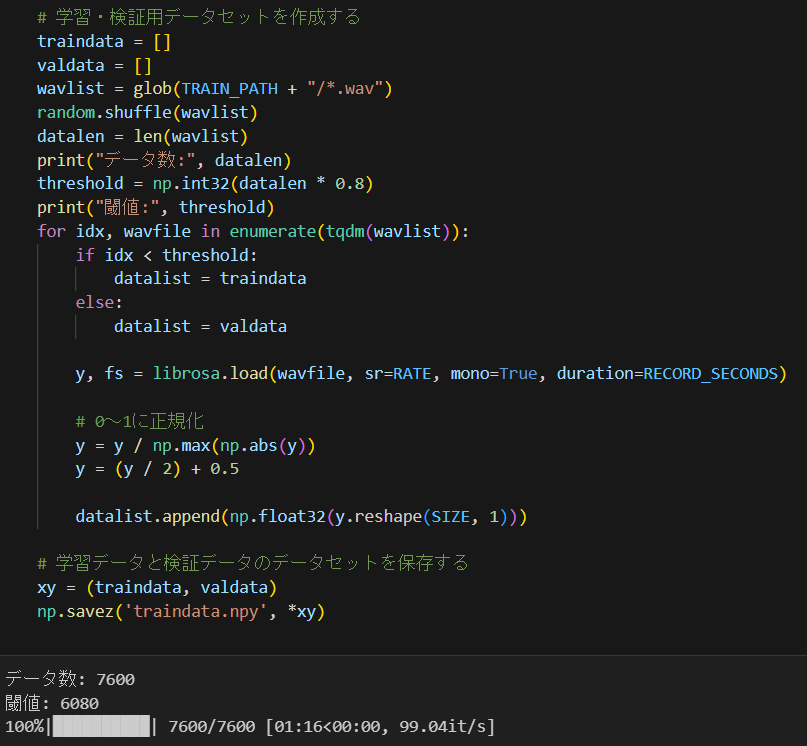 # 学習・検証用データセットを作成する
traindata = []
valdata = []
wavlist = glob(TRAIN_PATH + "/*.wav")
random.shuffle(wavlist)
datalen = len(wavlist)
print("データ数:", datalen)
threshold = np.int32(datalen * 0.8)
print("閾値:", threshold)
for idx, wavfile in enumerate(tqdm(wavlist)):
    if idx < threshold:
        datalist = traindata
    else:
        datalist = valdata
    y, fs = librosa.load(wavfile, sr=RATE, mono=True, duration=RECORD_SECONDS)
    # 0～1に正規化
    y = y / np.max(np.abs(y))
    y = (y / 2) + 0.5
    datalist.append(np.float32(y.reshape(SIZE, 1)))
# 学習データと検証データのデータセットを保存する
xy = (traindata, valdata)
np.savez('traindata.npy', *xy)
データ数: 7600
閾値: 6080
100%|██████████| 7600/7600 [01:16<00:00, 99.04it/s]